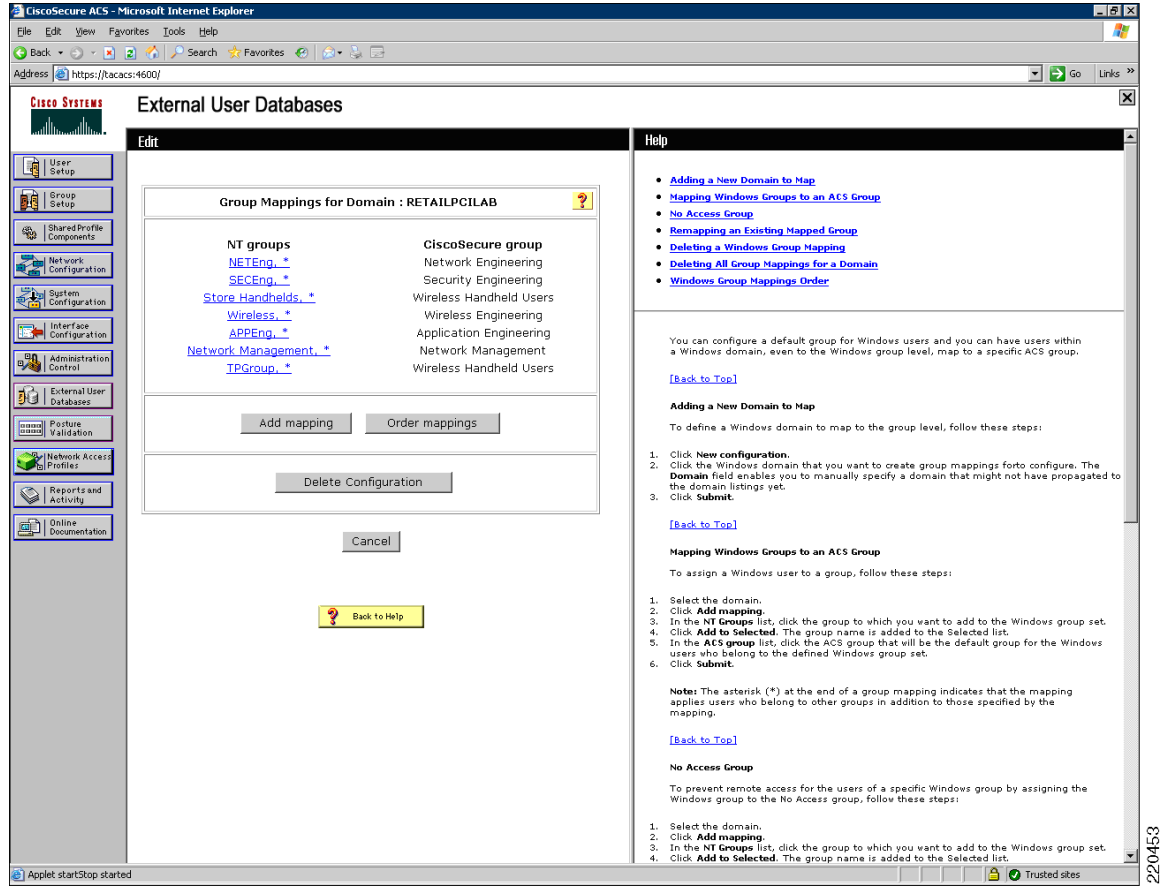 CiscoSecure ACS - Microsoft Internet Explorer
File Edit View Favorites Tools Help
Back Search Favorites
Address https://tacacs:4600/ Go Links »
CISCO SYSTEMS
External User Databases
Edit
User Setup
Group Setup
Shared Profile Components
Network Configuration
System Configuration
Interface Configuration
Administration Control
External User Databases
Posture Validation
Network Access Profiles
Reports and Activity
Online Documentation
Group Mappings for Domain : RETAILPCILAB ?
NT groups CiscoSecure group
NETEng, * Network Engineering
SECEng, * Security Engineering
Store Handhelds, * Wireless Handheld Users
Wireless, * Wireless Engineering
APPEng, * Application Engineering
Network Management, * Network Management
TPGroup, * Wireless Handheld Users
Add mapping Order mappings
Delete Configuration
Cancel
? Back to Help
Help
• Adding a New Domain to Map
• Mapping Windows Groups to an ACS Group
• No Access Group
• Remapping an Existing Mapped Group
• Deleting a Windows Group Mapping
• Deleting All Group Mappings for a Domain
• Windows Group Mappings Order
You can configure a default group for Windows users and you can have users within
a Windows domain, even to the Windows group level, map to a specific ACS group.
[Back to Top]
Adding a New Domain to Map
To define a Windows domain to map to the group level, follow these steps:
1. Click New configuration.
2. Click the Windows domain that you want to create group mappings forto configure. The
Domain field enables you to manually specify a domain that might not have propagated to
the domain listings yet.
3. Click Submit.
[Back to Top]
Mapping Windows Groups to an ACS Group
To assign a Windows user to a group, follow these steps:
1. Select the domain.
2. Click Add mapping.
3. In the NT Groups list, click the group to which you want to add to the Windows group set.
4. Click Add to Selected. The group name is added to the Selected list.
5. In the ACS group list, click the ACS group that will be the default group for the Windows
users who belong to the defined Windows group set.
6. Click Submit.
Note: The asterisk (*) at the end of a group mapping indicates that the mapping
applies users who belong to other groups in addition to those specified by the
mapping.
[Back to Top]
No Access Group
To prevent remote access for the users of a specific Windows group by assigning the
Windows group to the No Access group, follow these steps:
1. Select the domain.
2. Click Add mapping.
3. In the NT Groups list, click the group to which you want to add to the Windows group set.
4. Click Add to Selected. The group name is added to the Selected list.
Applet startStop started
Trusted sites
220453